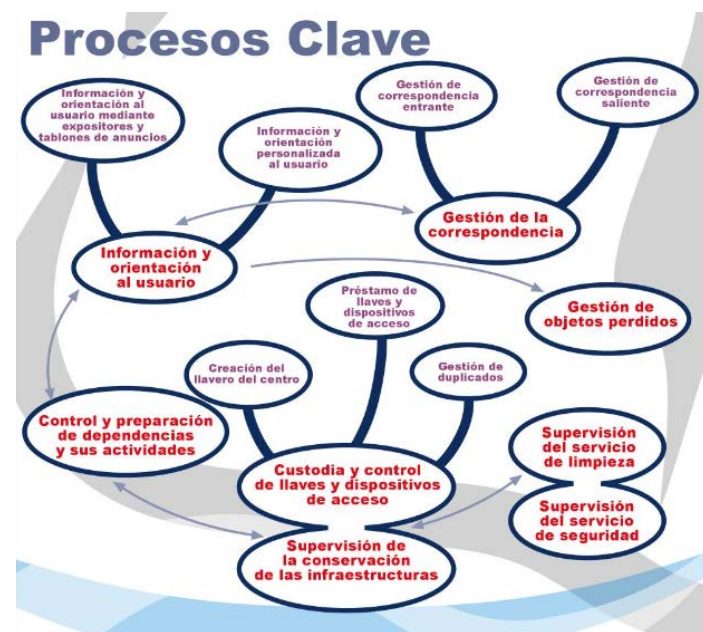 Procesos Clave
Información y
orientación al
usuario mediante
expositores y
tablones de anuncios
Información y
orientación
personalizada
al usuario
Gestión de
correspondencia
entrante
Gestión de
correspondencia
saliente
Información y
orientación
al usuario
Gestión de la
correspondencia
Préstamo de
llaves y
dispositivos
de acceso
Gestión de
objetos perdidos
Creación del
llavero del centro
Gestión de
duplicados
Control y preparación
de dependencias
y sus actividades
Custodia y control
de llaves y dispositivos
de acceso
Supervisión
del servicio
de limpieza
Supervisión
del servicio
de seguridad
Supervisión de
la conservación
de las infraestructuras